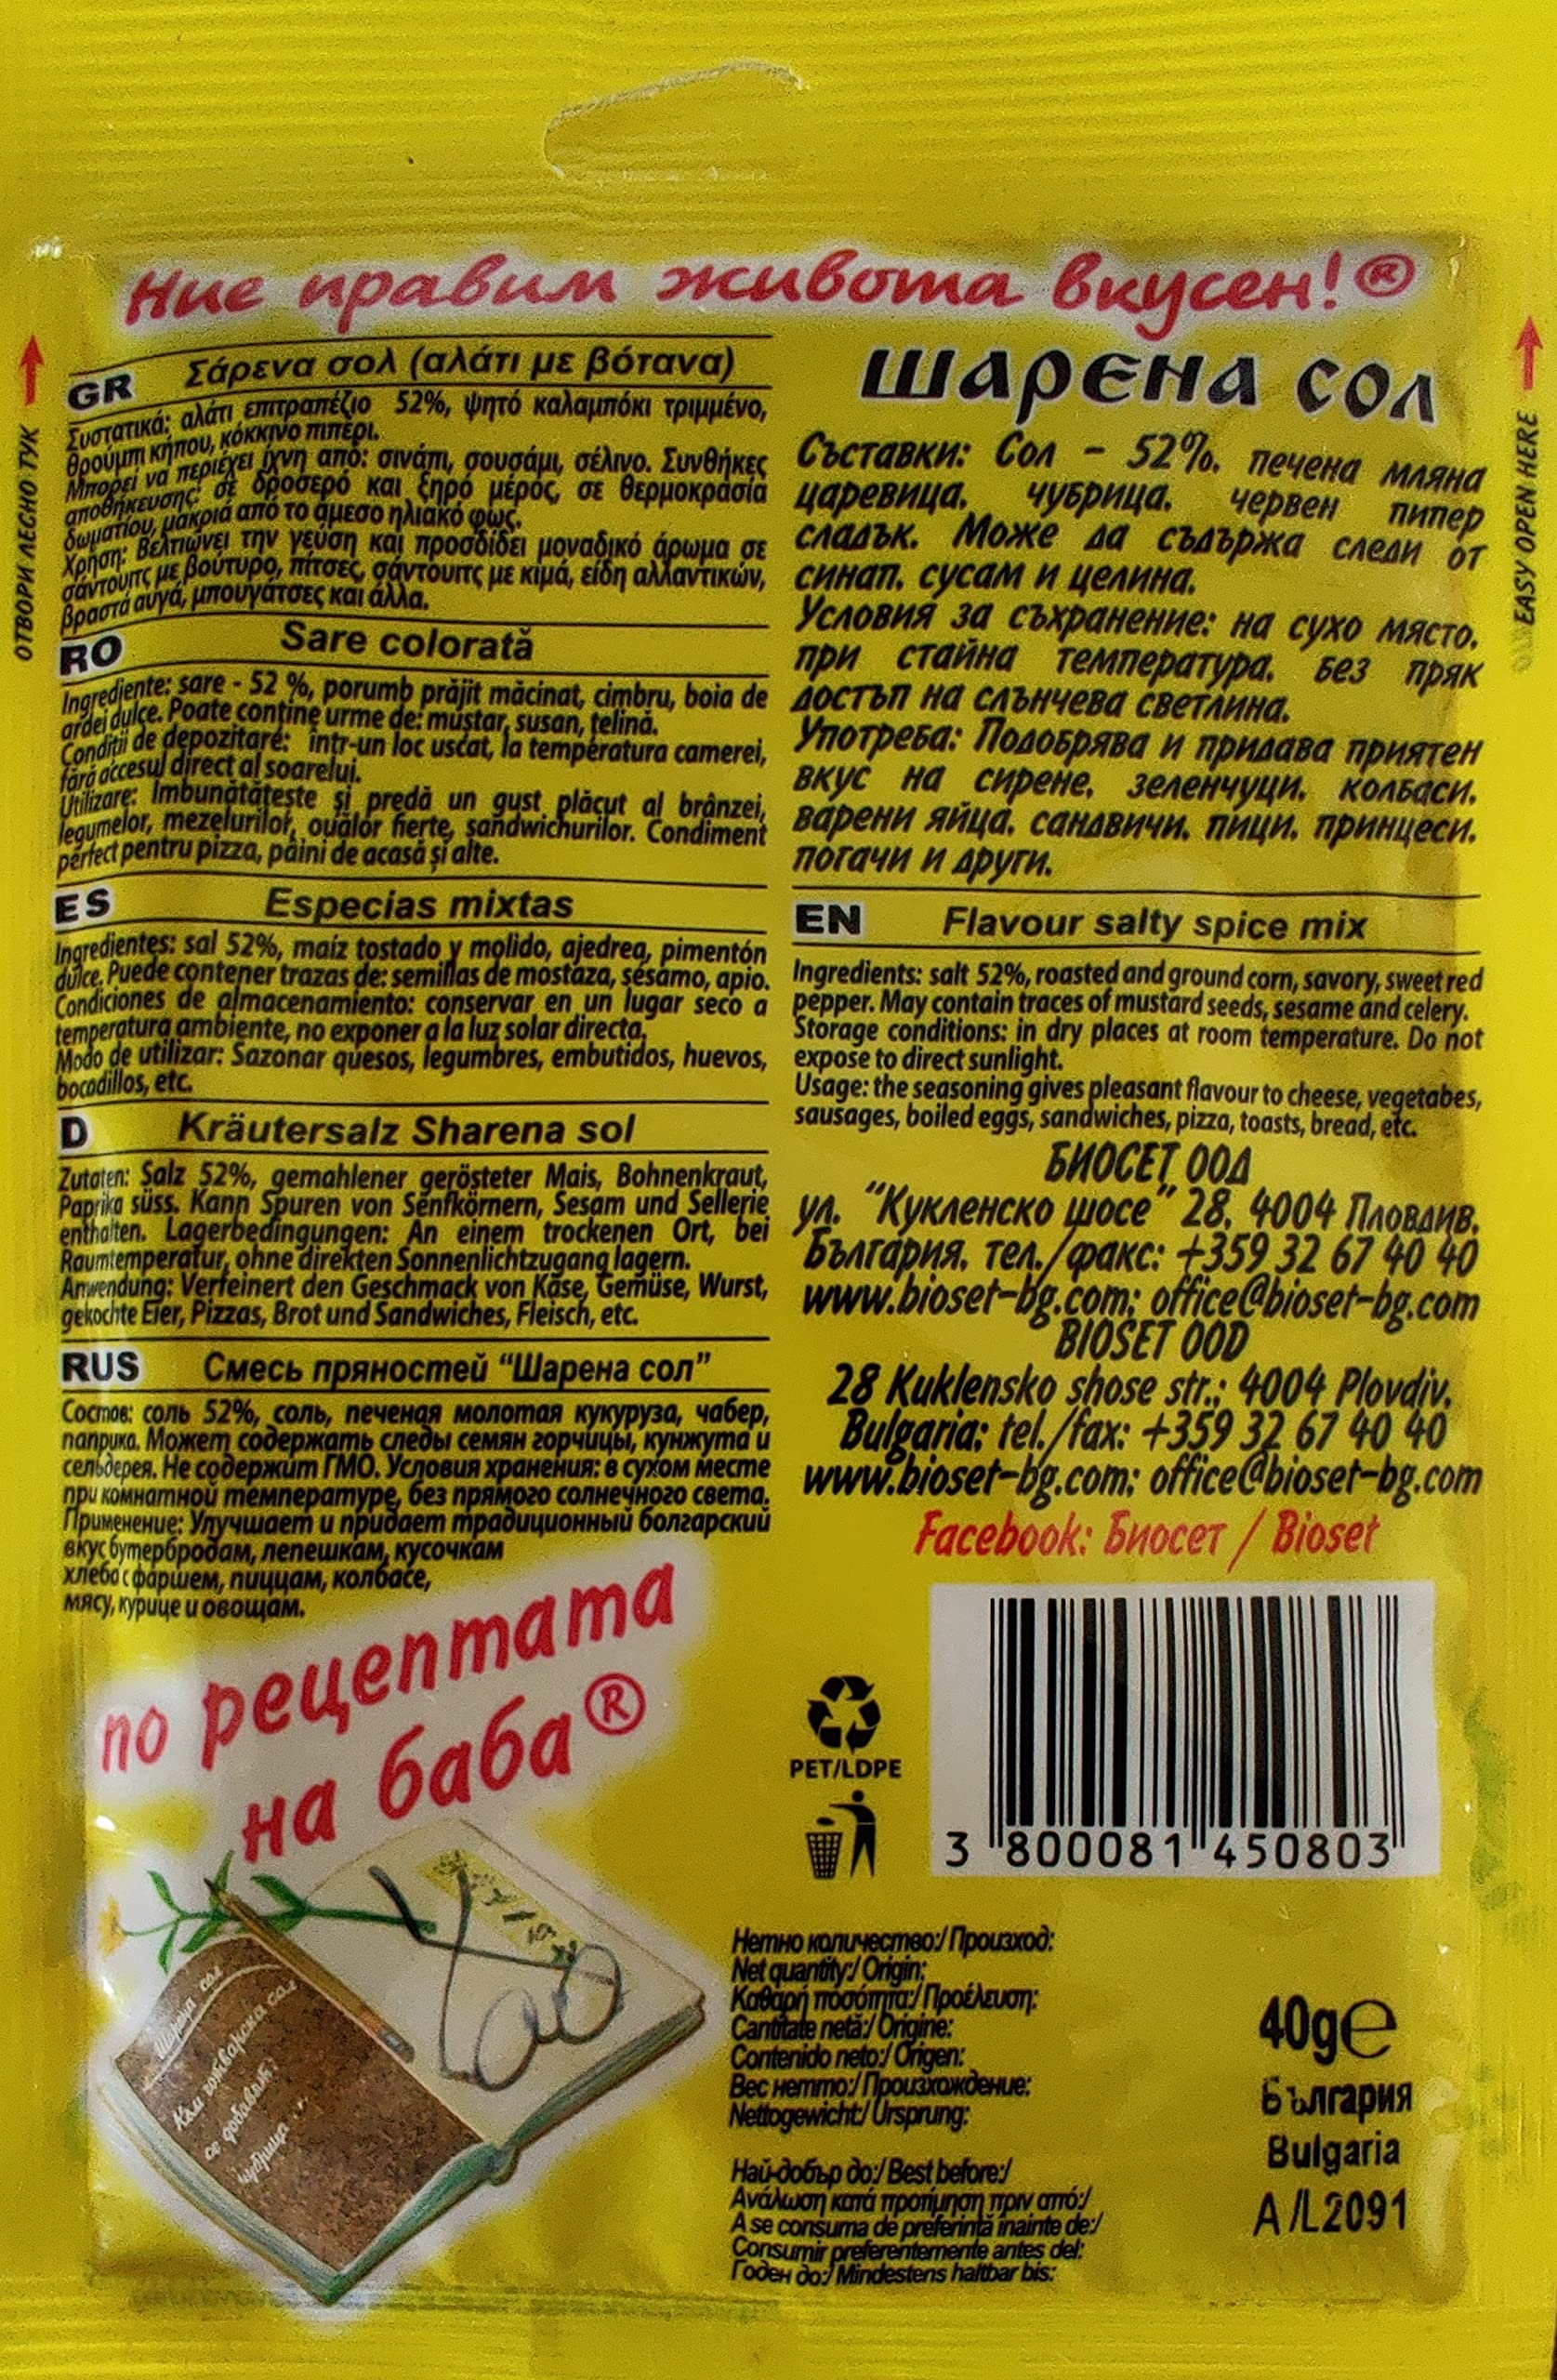 Ние правим живота вкусен!®
ОТВОРИ ЛЕСНО ТУК
EASY OPEN HERE
GR Σάρενα σολ (αλάτι με βότανα)
Συστατικά: αλάτι επιτραπέζιο 52%, ψητό καλαμπόκι τριμμένο,
θρούμπι κήπου, κόκκινο πιπέρι.
Μπορεί να περιέχει ίχνη από: σινάπι, σουσάμι, σέλινο. Συνθήκες
αποθήκευσης: σε δροσερό και ξηρό μέρος, σε θερμοκρασία
δωματίου, μακριά από το άμεσο ηλιακό φως.
Χρήση: Βελτιώνει την γεύση και προσδίδει μοναδικό άρωμα σε
σάντουιτς με βούτυρο, πίτσες, σάντουιτς με κιμά, είδη αλλαντικών,
βραστά αυγά, μπουγάτσες και άλλα.
RO Sare colorată
Ingrediente: sare - 52 %, porumb prăjit măcinat, cimbru, boia de
ardei dulce. Poate conține urme de: muștar, susan, țelină.
Condiții de depozitare: într-un loc uscat, la temperatura camerei,
fără accesul direct al soarelui.
Utilizare: Îmbunătățește și predă un gust plăcut al brânzei,
legumelor, mezelurilor, ouălor fierte, sandwichurilor. Condiment
perfect pentru pizza, pâini de acasă și alte.
ES Especias mixtas
Ingredientes: sal 52%, maíz tostado y molido, ajedrea, pimentón
dulce. Puede contener trazas de: semillas de mostaza, sésamo, apio.
Condiciones de almacenamiento: conservar en un lugar seco a
temperatura ambiente, no exponer a la luz solar directa.
Modo de utilizar: Sazonar quesos, legumbres, embutidos, huevos,
bocadillos, etc.
D Kräutersalz Sharena sol
Zutaten: Salz 52%, gemahlener gerösteter Mais, Bohnenkraut,
Paprika süss. Kann Spuren von Senfkörnern, Sesam und Sellerie
enthalten. Lagerbedingungen: An einem trockenen Ort, bei
Raumtemperatur, ohne direkten Sonnenlichtzugang lagern.
Anwendung: Verfeinert den Geschmack von Käse, Gemüse, Wurst,
gekochte Eier, Pizzas, Brot und Sandwiches, Fleisch, etc.
RUS Смесь пряностей "Шарена сол"
Состав: соль 52%, соль, печеная молотая кукуруза, чабер,
паприка. Может содержать следы семян горчицы, кунжута и
сельдерея. Не содержит ГМО. Условия хранения: в сухом месте
при комнатной температуре, без прямого солнечного света.
Применение: Улучшает и придает традиционный болгарский
вкус бутербродам, лепешкам, кусочкам
хлеба с фаршем, пиццам, колбасе,
мясу, курице и овощам.
по рецептата
на баба®
Шарена сол
Към готварска сол
се добавят:
чубрица...
ШАРЕНА СОЛ
Съставки: Сол - 52%, печена мляна
царевица, чубрица, червен пипер
сладък. Може да съдържа следи от
синап, сусам и целина.
Условия за съхранение: на сухо място,
при стайна температура, без пряк
достъп на слънчева светлина.
Употреба: Подобрява и придава приятен
вкус на сирене, зеленчуци, колбаси,
варени яйца, сандвичи, пици, принцеси,
погачи и други.
EN Flavour salty spice mix
Ingredients: salt 52%, roasted and ground corn, savory, sweet red
pepper. May contain traces of mustard seeds, sesame and celery.
Storage conditions: in dry places at room temperature. Do not
expose to direct sunlight.
Usage: the seasoning gives pleasant flavour to cheese, vegetabes,
sausages, boiled eggs, sandwiches, pizza, toasts, bread, etc.
БИОСЕТ ООД
ул. "Кукленско шосе" 28, 4004 Пловдив,
България, тел./факс: +359 32 67 40 40
www.bioset-bg.com; office@bioset-bg.com
BIOSET OOD
28 Kuklensko shose str.; 4004 Plovdiv,
Bulgaria; tel./fax: +359 32 67 40 40
www.bioset-bg.com; office@bioset-bg.com
Facebook: Биосет / Bioset
PET/LDPE
3 800081 450803
Нетно количество:/ Произход:
Net quantity:/ Origin:
Καθαρή ποσότητα:/ Προέλευση:
Cantitate netă:/ Origine:
Contenido neto:/ Origen:
Вес нетто:/ Произхождение:
Nettogewicht:/ Ursprung:
40g℮
България
Bulgaria
A/L2091
Най-добър до:/ Best before:/
Ανάλωση κατά προτίμηση πριν από:/
A se consuma de preferință înainte de:/
Consumir preferentemente antes del:
Годен до:/ Mindestens haltbar bis: